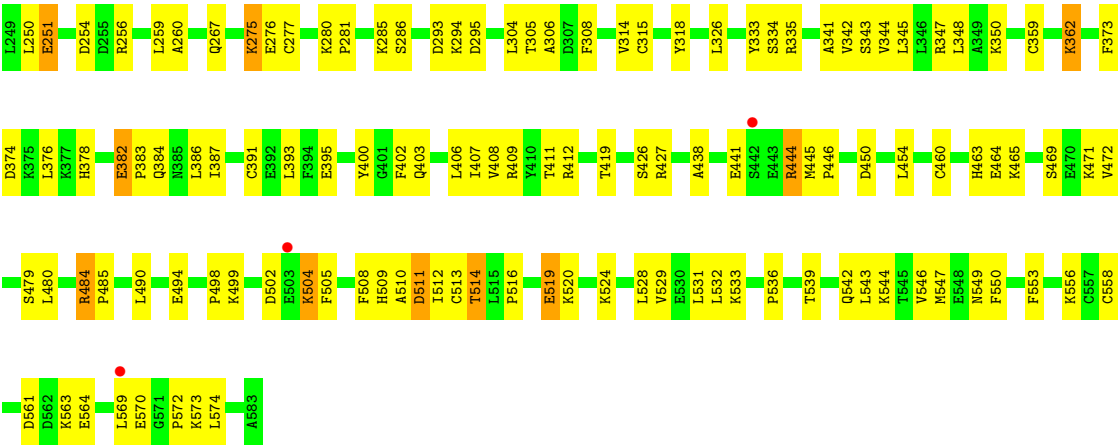 L249 L250 E251 D254 D255 R256 L259 A260 Q267 K275 E276 C277 K280 P281 K285 S286 D293 K294 D295 L304 T305 A306 D307 F308 V314 C315 Y318 L326 Y333 S334 R335 A341 V342 S343 V344 L345 L346 R347 L348 A349 K350 C359 K362 F373
D374 K375 L376 K377 H378 E382 P383 Q384 N385 L386 I387 C391 E392 L393 F394 E395 Y400 G401 F402 Q403 L406 I407 V408 R409 Y410 T411 R412 T419 S426 R427 A438 E441 S442 E443 R444 M445 P446 D450 L454 C460 H463 E464 K465 S469 E470 K471 V472
S479 L480 R484 P485 L490 E494 P498 K499 D502 E503 K504 F505 F508 H509 A510 D511 I512 C513 T514 L515 P516 E519 K520 K524 L528 V529 E530 L531 L532 K533 P536 T539 Q542 L543 K544 T545 V546 M547 E548 N549 F550 F553 K556 C557 C558
D561 D562 K563 E564 L569 E570 G571 P572 K573 L574 A583